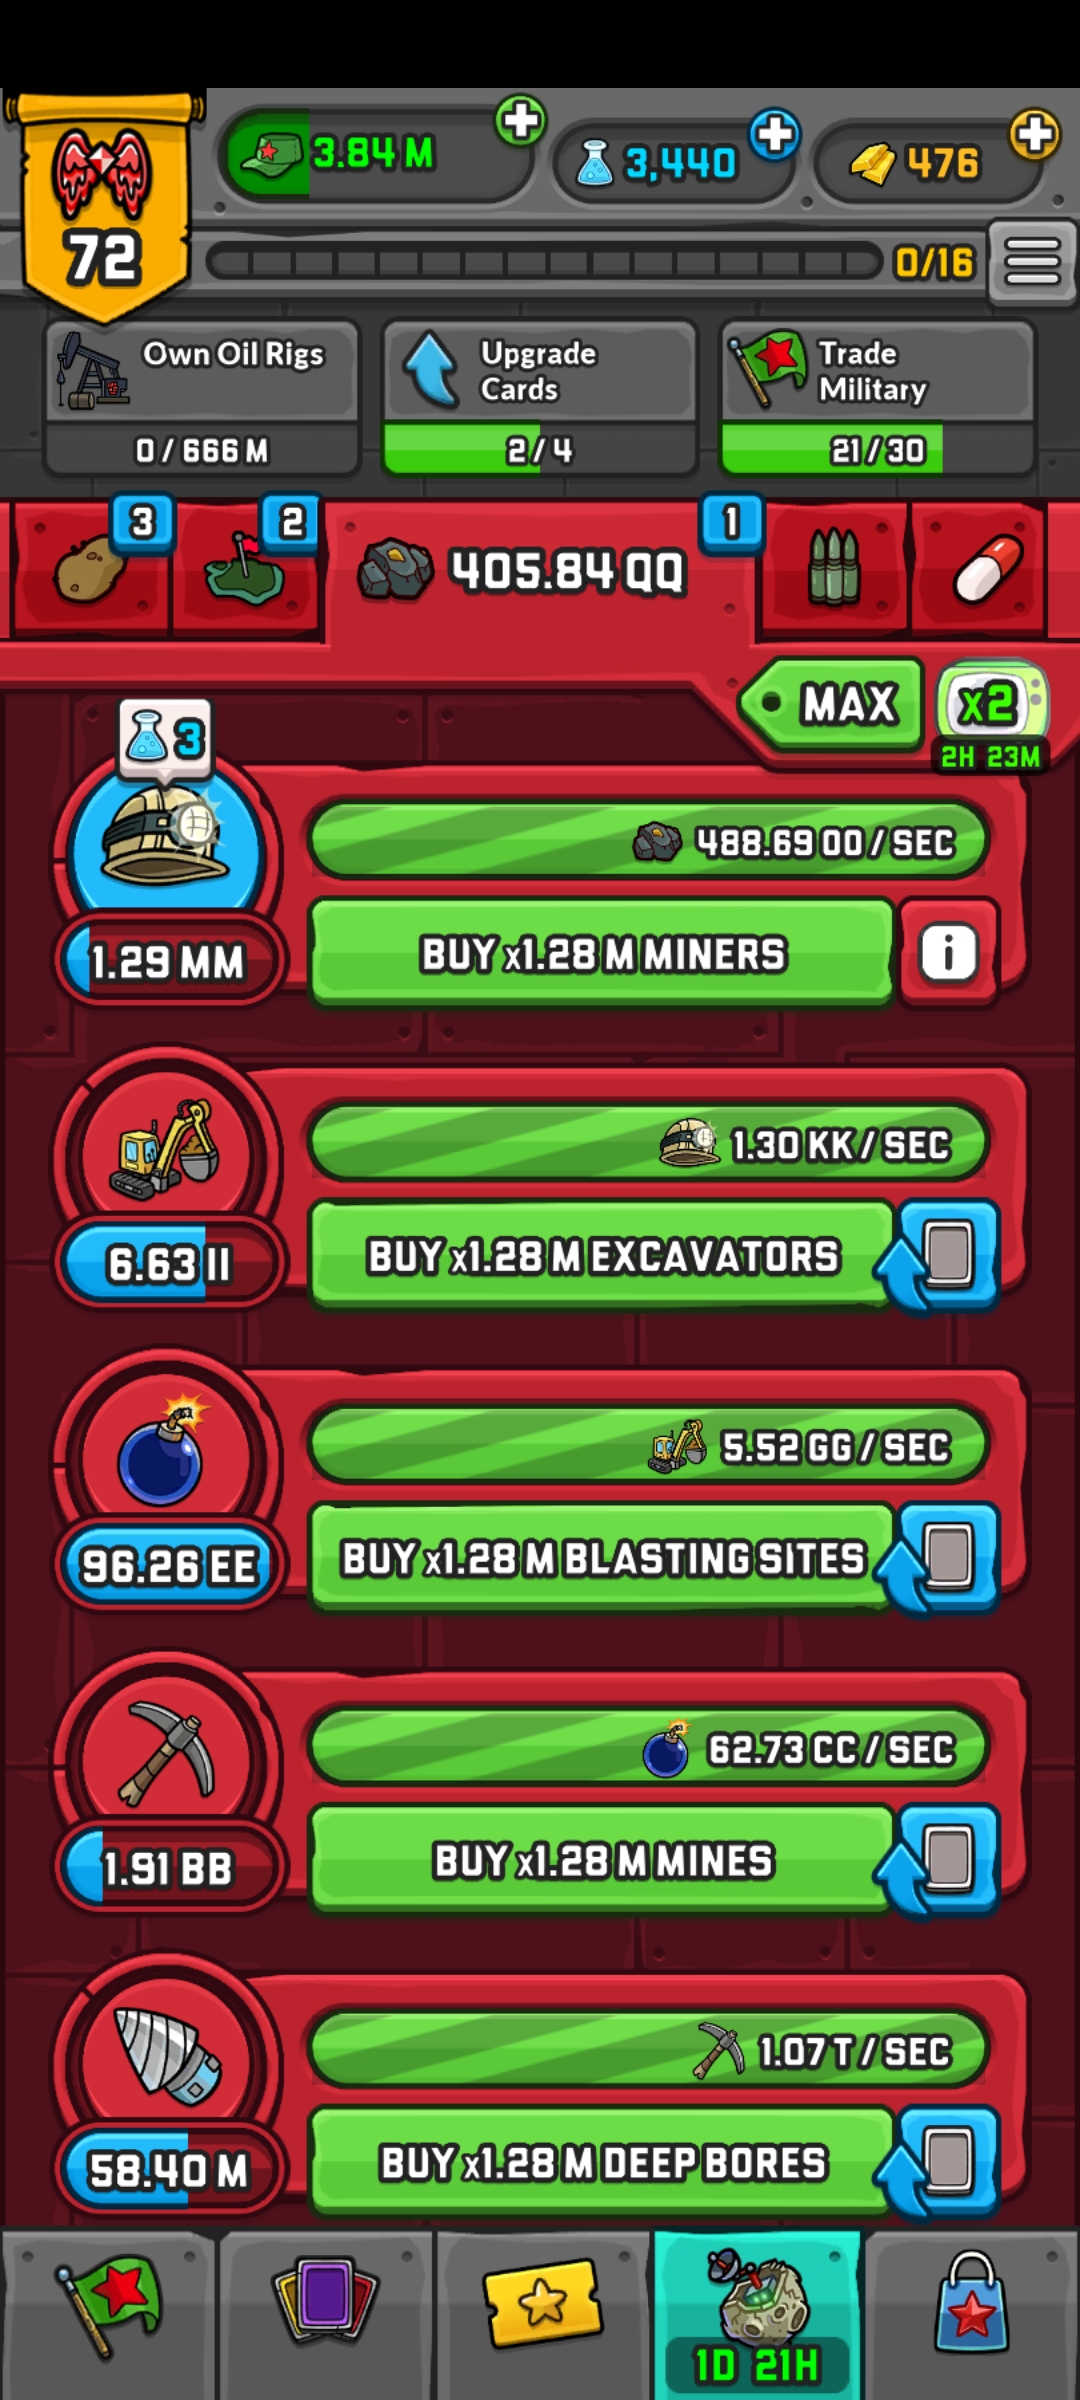 72
3.84 M
3,440
476
0/16
Own Oil Rigs
0 / 666 M
Upgrade
Cards
2 / 4
Trade
Military
21 / 30
3
2
405.84 QQ
1
MAX
x2
2H 23M
3
488.69 OO / SEC
1.29 MM
BUY x1.28 M MINERS
i
1.30 KK / SEC
6.63 II
BUY x1.28 M EXCAVATORS
5.52 GG / SEC
96.26 EE
BUY x1.28 M BLASTING SITES
62.73 CC / SEC
1.91 BB
BUY x1.28 M MINES
1.07 T / SEC
58.40 M
BUY x1.28 M DEEP BORES
1D 21H